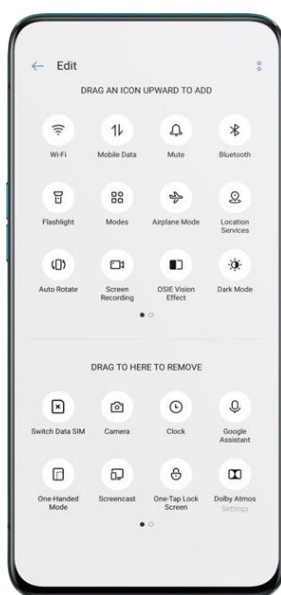 Edit
DRAG AN ICON UPWARD TO ADD
Wi-Fi
Mobile Data
Mute
Bluetooth
Flashlight
Modes
Airplane Mode
Location
Services
Auto Rotate
Screen
Recording
OSIE Vision
Effect
Dark Mode
DRAG TO HERE TO REMOVE
Switch Data SIM
Camera
Clock
Google
Assistant
One-Handed
Mode
Screencast
One-Tap Lock
Screen
Dolby Atmos
Settings